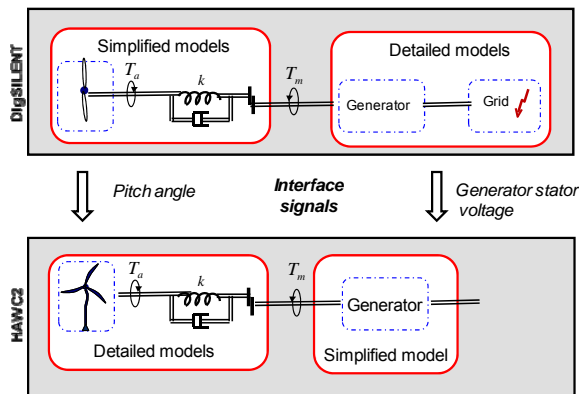 DIgSILENT
Simplified models
Detailed models
Tₐ
k
Tₘ
Generator
Grid
Pitch angle
Interface
signals
Generator stator
voltage
HAWC2
Tₐ
k
Tₘ
Generator
Detailed models
Simplified model